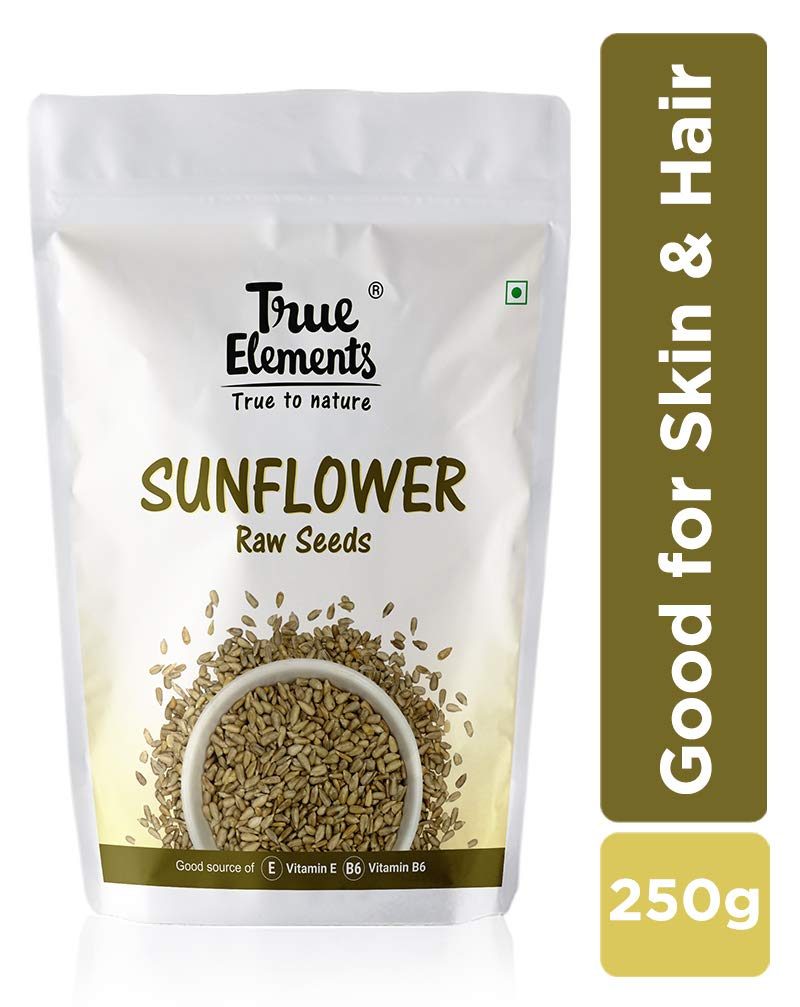 True ®
Elements
True to nature
SUNFLOWER
Raw Seeds
Good source of E Vitamin E B6 Vitamin B6
Good for Skin & Hair
250g